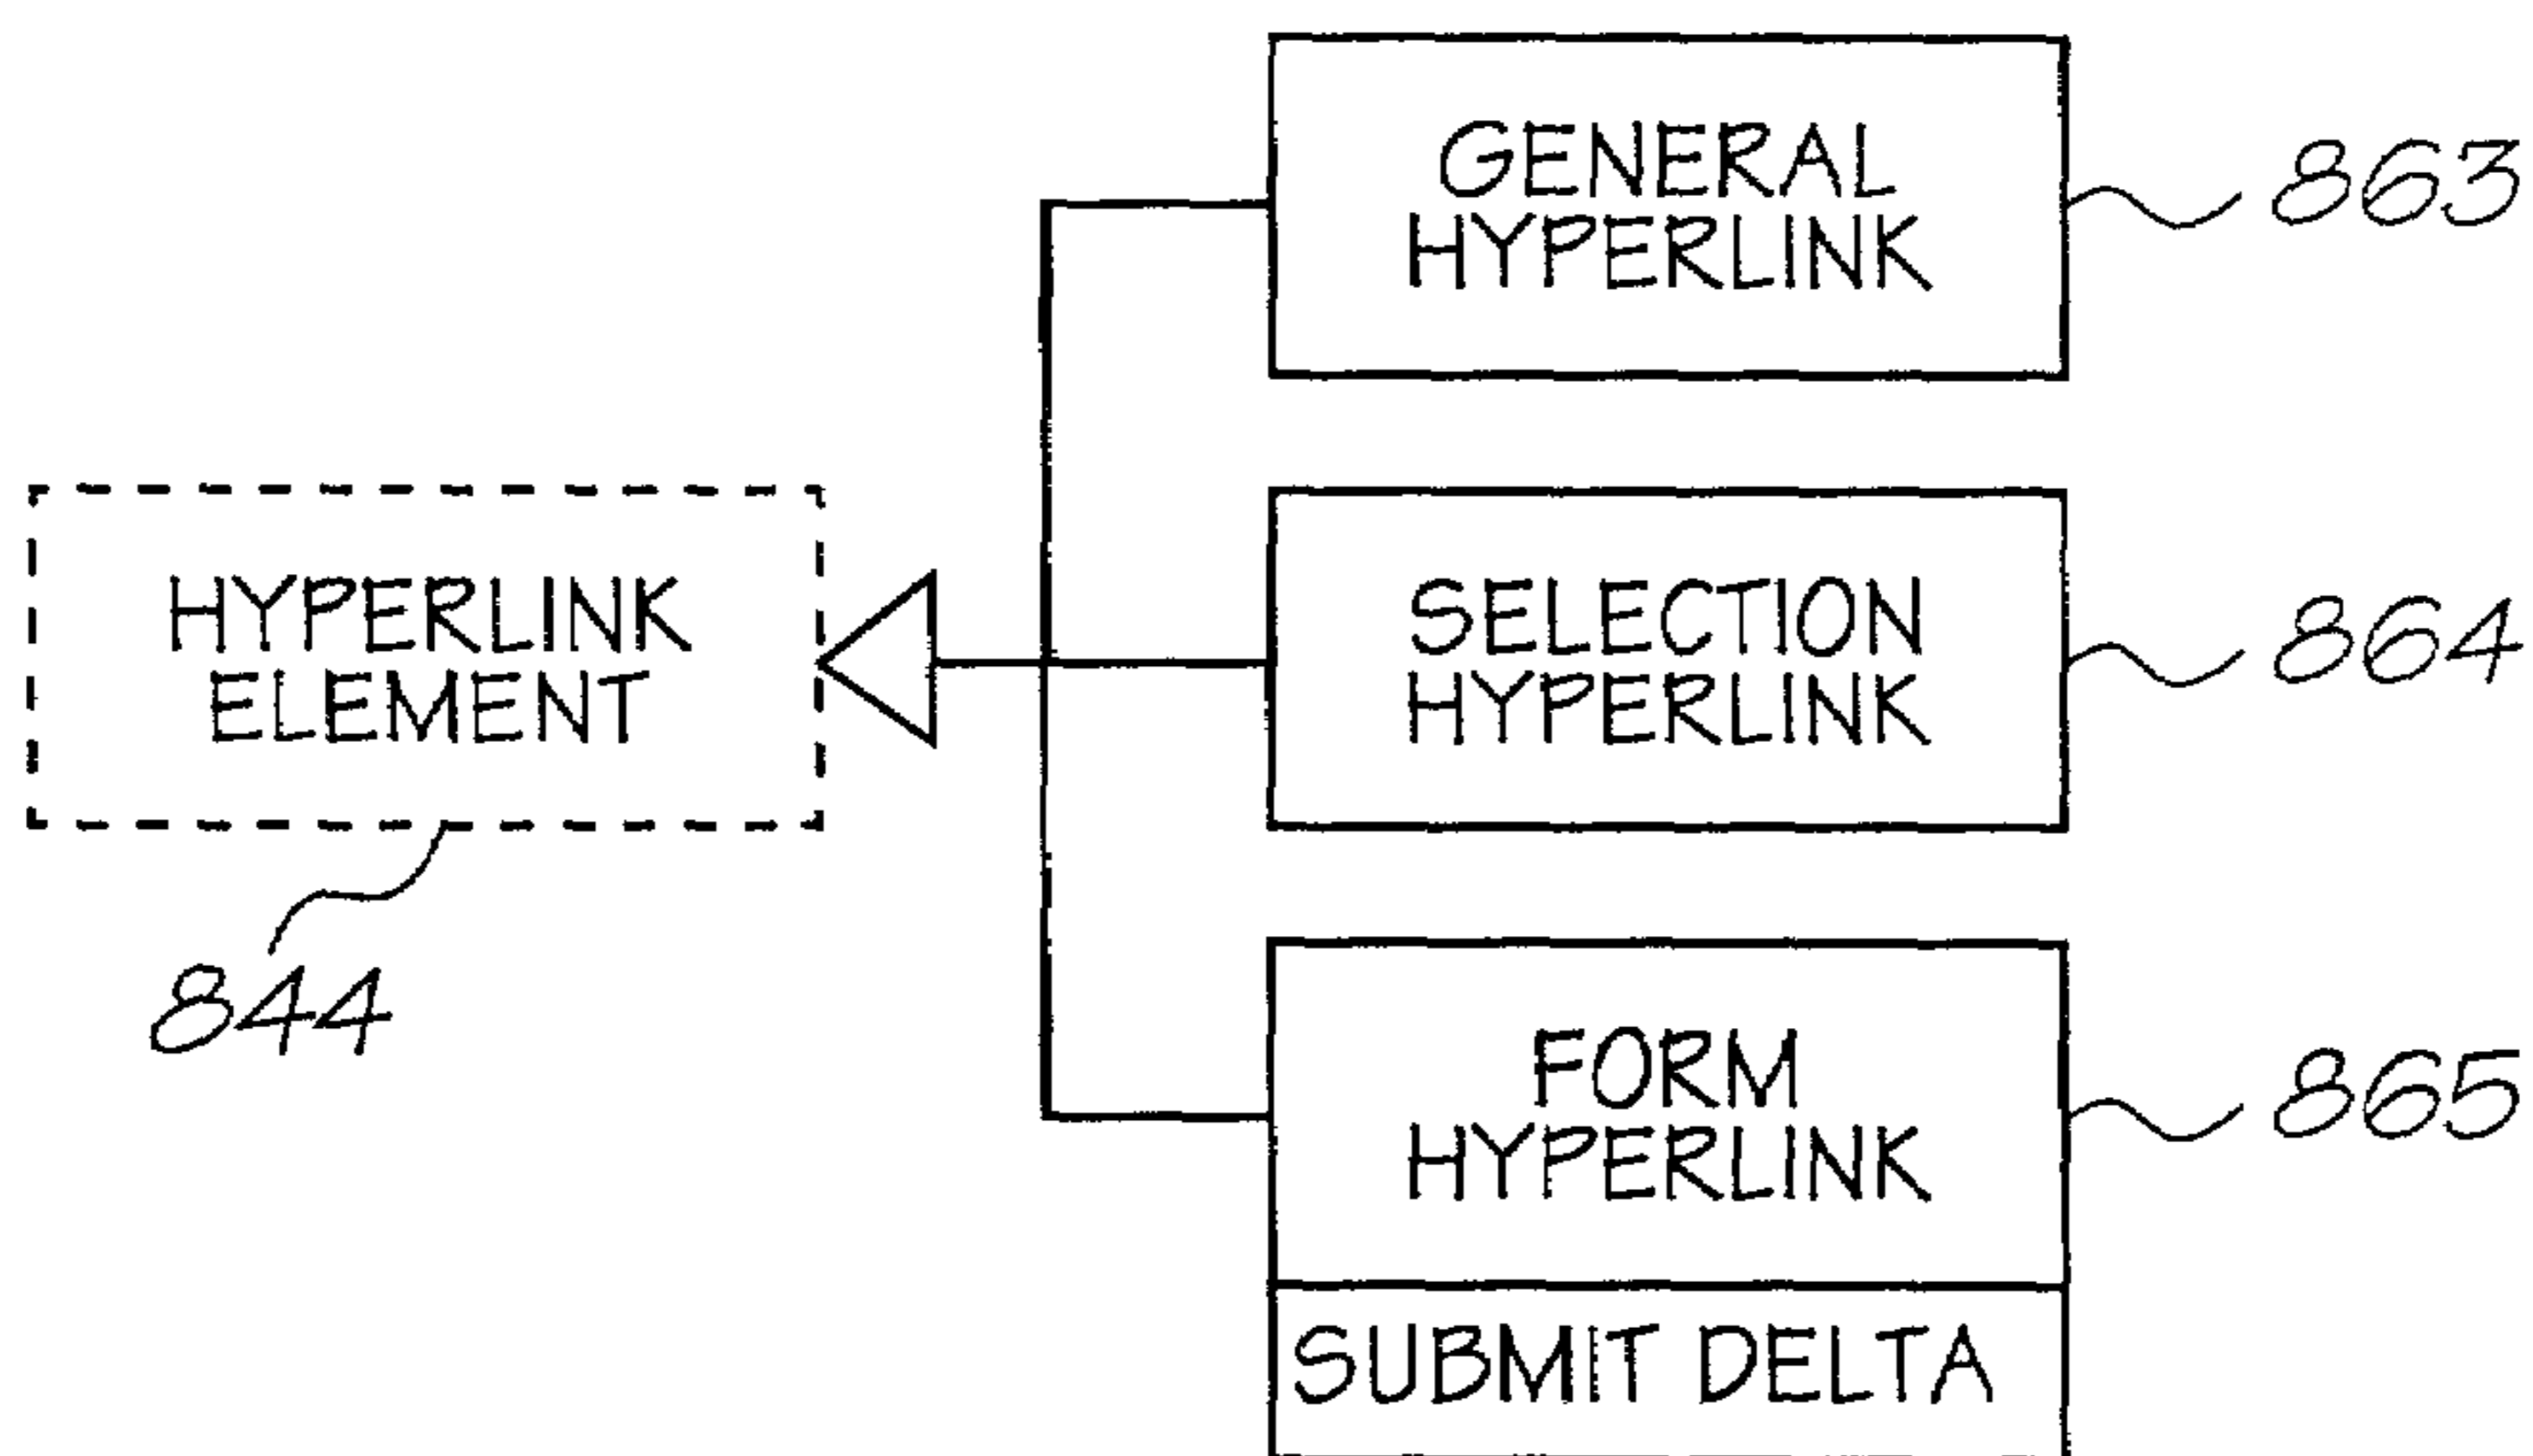 GENERAL
HYPERLINK
863
HYPERLINK
ELEMENT
844
SELECTION
HYPERLINK
864
FORM
HYPERLINK
865
SUBMIT DELTA